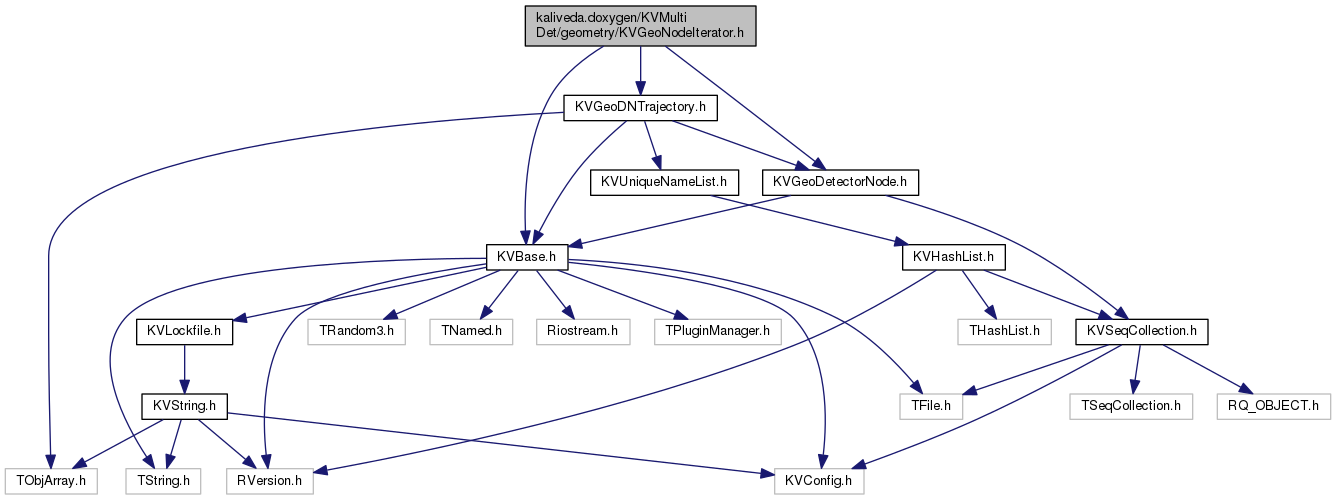 kaliveda.doxygen/KVMulti
Det/geometry/KVGeoNodeIterator.h
KVGeoDNTrajectory.h
KVUniqueNameList.h
KVGeoDetectorNode.h
KVBase.h
KVHashList.h
KVLockfile.h
TRandom3.h
TNamed.h
Riostream.h
TPluginManager.h
THashList.h
KVSeqCollection.h
KVString.h
TFile.h
TSeqCollection.h
RQ_OBJECT.h
TObjArray.h
TString.h
RVersion.h
KVConfig.h